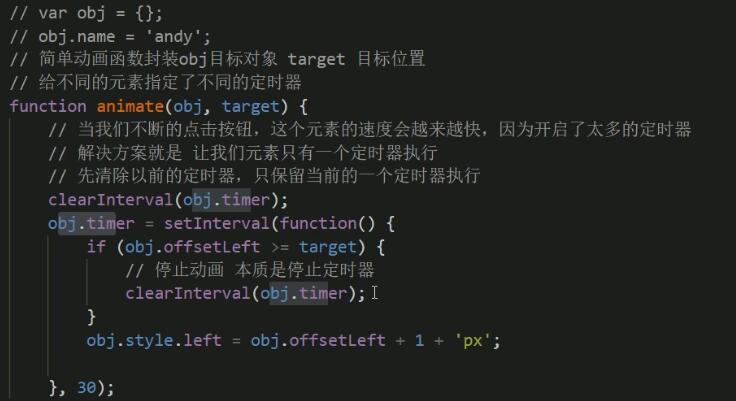 // var obj = {};
// obj.name = 'andy';
// 简单动画函数封装obj目标对象 target 目标位置
// 给不同的元素指定了不同的定时器
function animate(obj, target) {
// 当我们不断的点击按钮，这个元素的速度会越来越快，因为开启了太多的定时器
// 解决方案就是 让我们元素只有一个定时器执行
// 先清除以前的定时器，只保留当前的一个定时器执行
clearInterval(obj.timer);
obj.timer = setInterval(function() {
if (obj.offsetLeft >= target) {
// 停止动画 本质是停止定时器
clearInterval(obj.timer);
}
obj.style.left = obj.offsetLeft + 1 + 'px';
}, 30);